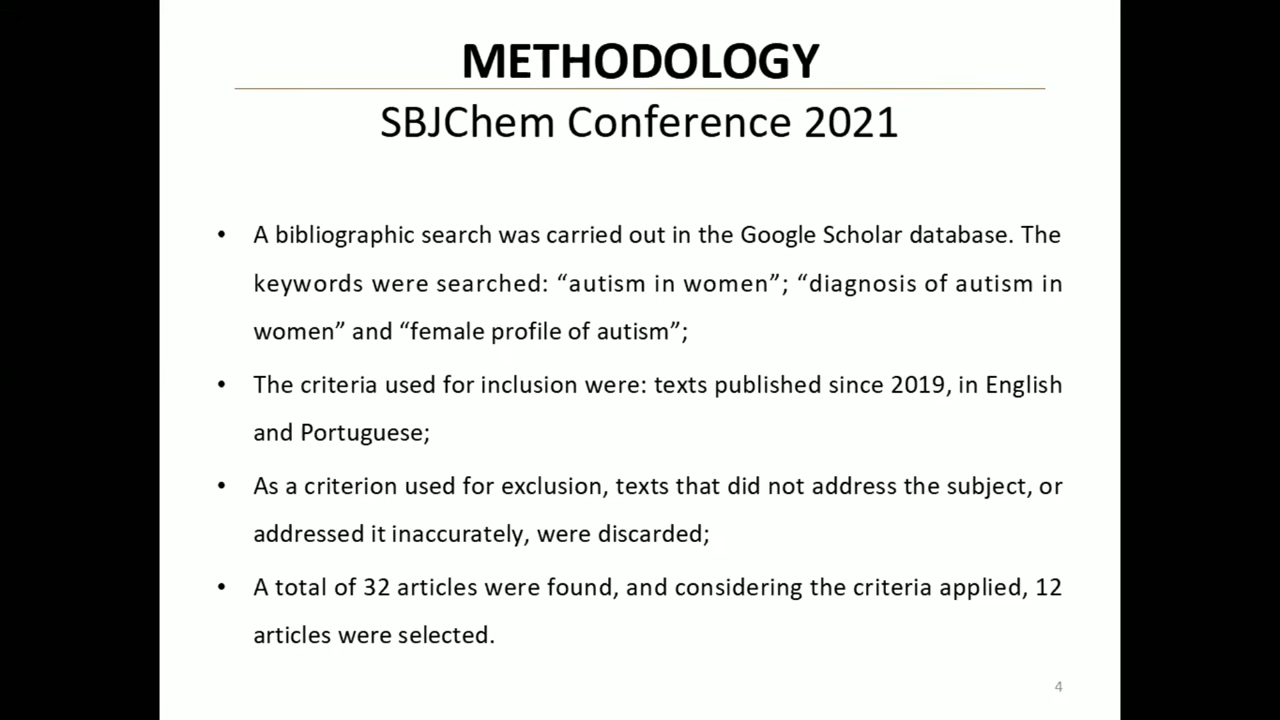 METHODOLOGY
SBJChem Conference 2021
• A bibliographic search was carried out in the Google Scholar database. The
keywords were searched: “autism in women”; “diagnosis of autism in
women” and “female profile of autism”;
• The criteria used for inclusion were: texts published since 2019, in English
and Portuguese;
• As a criterion used for exclusion, texts that did not address the subject, or
addressed it inaccurately, were discarded;
• A total of 32 articles were found, and considering the criteria applied, 12
articles were selected.
4